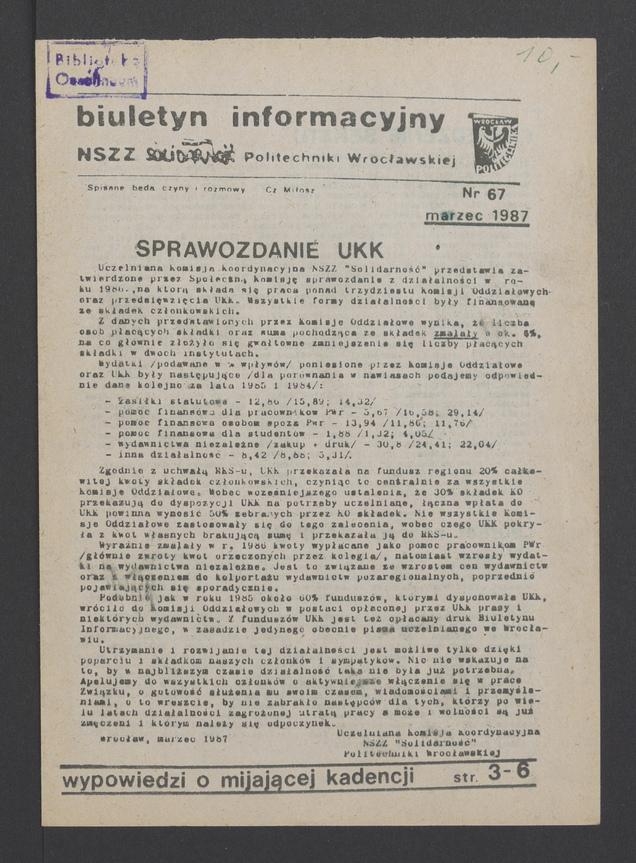 10,-
Biblioteka
Ossolineum
biuletyn informacyjny
NSZZ SOLIDARNOŚĆ Politechniki Wrocławskiej
WROCŁAW
POLITECHNIKA
Spisane będą czyny i rozmowy Cz Miłosz
Nr 67
marzec 1987
SPRAWOZDANIE UKK
Uczelniana Komisja Koordynacyjna NSZZ "Solidarność" przedstawia za-
twierdzone przez Społeczną Komisję sprawozdanie z działalności w ro-
ku 1986.,na którą składa się praca ponad trzydziestu Komisji Oddziałowych
oraz przedsięwzięcia UKK. Wszystkie formy działalności były finansowane
ze składek członkowskich.
Z danych przedstawionych przez Komisje Oddziałowe wynika, że liczba
osób płacących składki oraz suma pochodząca ze składek zmalały o ok. 6%,
na co głównie złożyło się gwałtowne zmniejszenie się liczby płacących
składki w dwóch instytutach.
Wydatki /podawane w % wpływów/ poniesione przez Komisje Oddziałowe
oraz UKK były następujące /dla porównania w nawiasach podajemy odpowied-
nie dane kolejno za lata 1985 i 1984/:
- zasiłki statutowe - 12,86 /15,89; 14,32/
- pomoc finansowa dla pracowników PWr - 5,67 /16,58; 29,14/
- pomoc finansowa osobom spoza PWr - 13,94 /11,86; 11,76/
- pomoc finansowa dla studentów - 1,88 /1,32; 4,05/
- wydawnictwa niezależne /zakup + druk/ - 30,8 /24,41; 22,04/
- inna działalność - 8,42 /8,88; 5,31/.
Zgodnie z uchwałą RKS-u, UKK przekazała na fundusz regionu 20% całko-
witej kwoty składek członkowskich, czyniąc to centralnie za wszystkie
Komisje Oddziałowe. Wobec wcześniejszego ustalenia, że 30% składek KO
przekazują do dyspozycji UKK na potrzeby uczelniane, łączna wpłata do
UKK powinna wynosić 50% zebranych przez KO składek. Nie wszystkie Komi-
sje Oddziałowe zastosowały się do tego zalecenia, wobec czego UKK pokry-
ła z kwot własnych brakującą sumę i przekazała ją do RKS-u.
Wyraźnie zmalały w r. 1986 kwoty wypłacane jako pomoc pracownikom PWr
/głównie zwroty kwot orzeczonych przez kolegia/, natomiast wzrosły wydat-
ki na wydawnictwa niezależne. Jest to związane ze wzrostem cen wydawnictw
oraz włączeniem do kolportażu wydawnictw pozaregionalnych, poprzednio
pojawiających się sporadycznie.
Podobnie jak w roku 1985 około 60% funduszów, którymi dysponowała UKK,
wróciło do Komisji Oddziałowych w postaci opłaconej przez UKK prasy i
niektórych wydawnictw. Z funduszów UKK jest też opłacany druk Biuletynu
Informacyjnego, w zasadzie jedynego obecnie pisma uczelnianego we Wrocła-
wiu.
Utrzymanie i rozwijanie tej działalności jest możliwe tylko dzięki
poparciu i składkom naszych członków i sympatyków. Nic nie wskazuje na
to, by w najbliższym czasie działalność taka nie była już potrzebna.
Apelujemy do wszystkich członków o aktywniejsze włączenie się w prace
Związku, o gotowość służenia mu swoim czasem, wiadomościami i przemyśle-
niami, o to wreszcie, by nie zabrakło następców dla tych, którzy po wie-
lu latach działalności zagrożonej utratą pracy a może i wolności są już
zmęczeni i którym należy się odpoczynek.
Uczelniana Komisja Koordynacyjna
Wrocław, marzec 1987
NSZZ "Solidarność"
Politechniki Wrocławskiej
wypowiedzi o mijającej kadencji str. 3-6